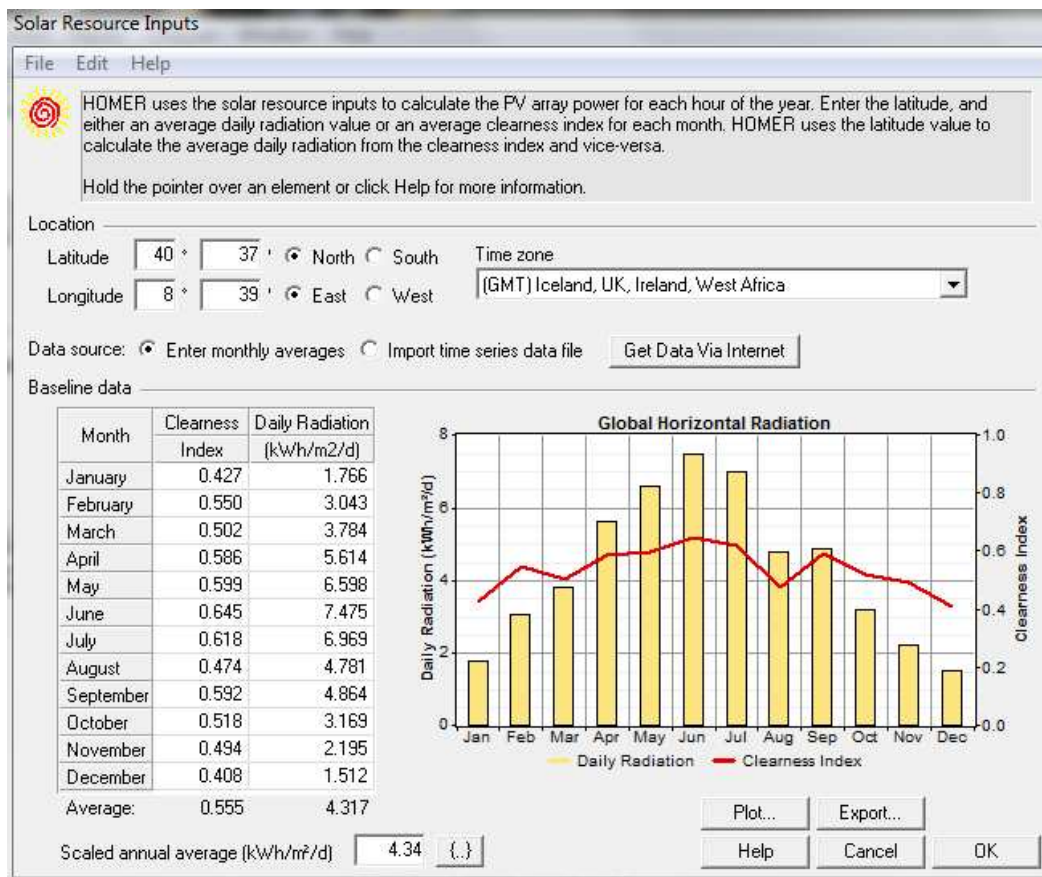 Solar Resource Inputs
File Edit Help
HOMER uses the solar resource inputs to calculate the PV array power for each hour of the year. Enter the latitude, and
either an average daily radiation value or an average clearness index for each month. HOMER uses the latitude value to
calculate the average daily radiation from the clearness index and vice-versa.
Hold the pointer over an element or click Help for more information.
Location
Latitude 40 ° 37 ' North South Time zone
Longitude 8 ° 39 ' East West (GMT) Iceland, UK, Ireland, West Africa
Data source: Enter monthly averages Import time series data file Get Data Via Internet
Baseline data
Month Clearness Index Daily Radiation (kWh/m2/d)
January 0.427 1.766
February 0.550 3.043
March 0.502 3.784
April 0.586 5.614
May 0.599 6.598
June 0.645 7.475
July 0.618 6.969
August 0.474 4.781
September 0.592 4.864
October 0.518 3.169
November 0.494 2.195
December 0.408 1.512
Average: 0.555 4.317
Scaled annual average (kWh/m²/d) 4.34 {..}
Global Horizontal Radiation
Daily Radiation (kWh/m²/d)
8
6
4
2
0
1.0
0.8
0.6
0.4
0.2
0.0
Clearness Index
Jan Feb Mar Apr May Jun Jul Aug Sep Oct Nov Dec
Daily Radiation Clearness Index
Plot... Export...
Help Cancel OK